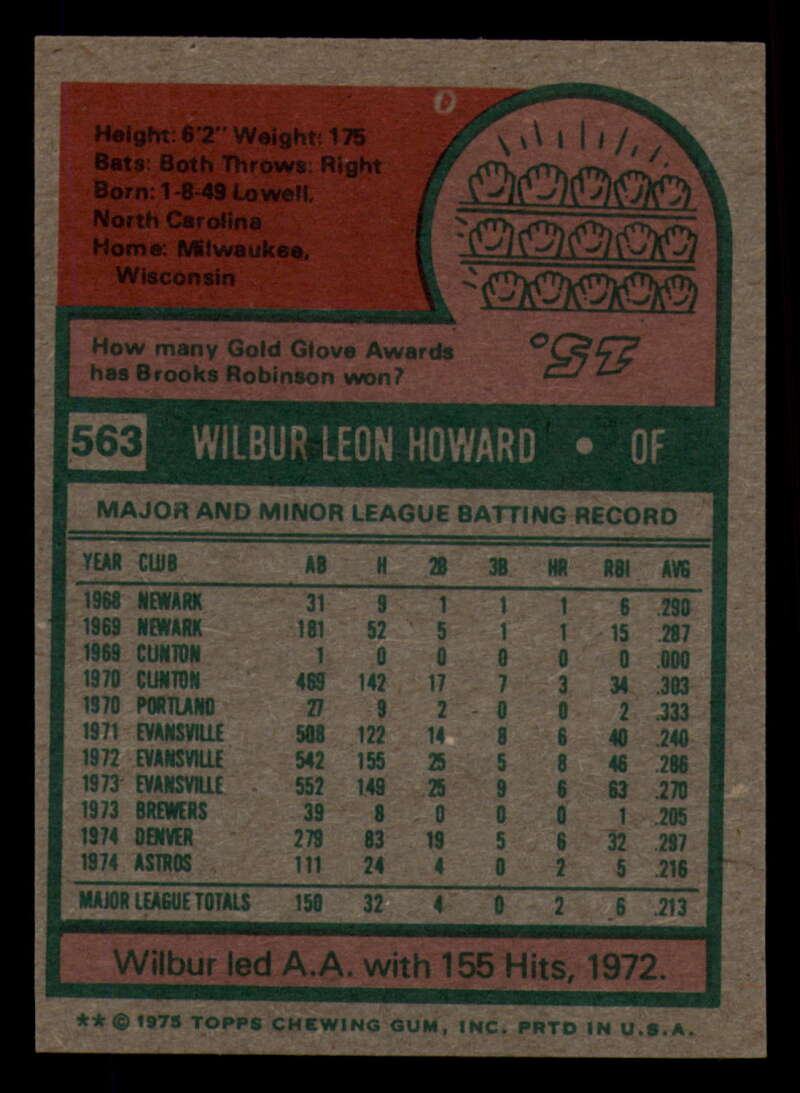 Height: 6'2" Weight: 175
Bats: Both Throws: Right
Born: 1-8-49 Lowell,
North Carolina
Home: Milwaukee,
Wisconsin
How many Gold Glove Awards
has Brooks Robinson won?
15.
563 WILBUR LEON HOWARD • OF
MAJOR AND MINOR LEAGUE BATTING RECORD
YEAR CLUB AB H 2B 3B HR RBI AVG
1968 NEWARK 31 9 1 1 1 6 .290
1969 NEWARK 181 52 5 1 1 15 .287
1969 CLINTON 1 0 0 0 0 0 .000
1970 CLINTON 469 142 17 7 3 34 .303
1970 PORTLAND 27 9 2 0 0 2 .333
1971 EVANSVILLE 508 122 14 8 6 40 .240
1972 EVANSVILLE 542 155 25 5 8 46 .286
1973 EVANSVILLE 552 149 25 9 6 63 .270
1973 BREWERS 39 8 0 0 0 1 .205
1974 DENVER 279 83 19 5 6 32 .297
1974 ASTROS 111 24 4 0 2 5 .216
MAJOR LEAGUE TOTALS 150 32 4 0 2 6 .213
Wilbur led A.A. with 155 Hits, 1972.
** © 1975 TOPPS CHEWING GUM, INC. PRTD IN U.S.A.